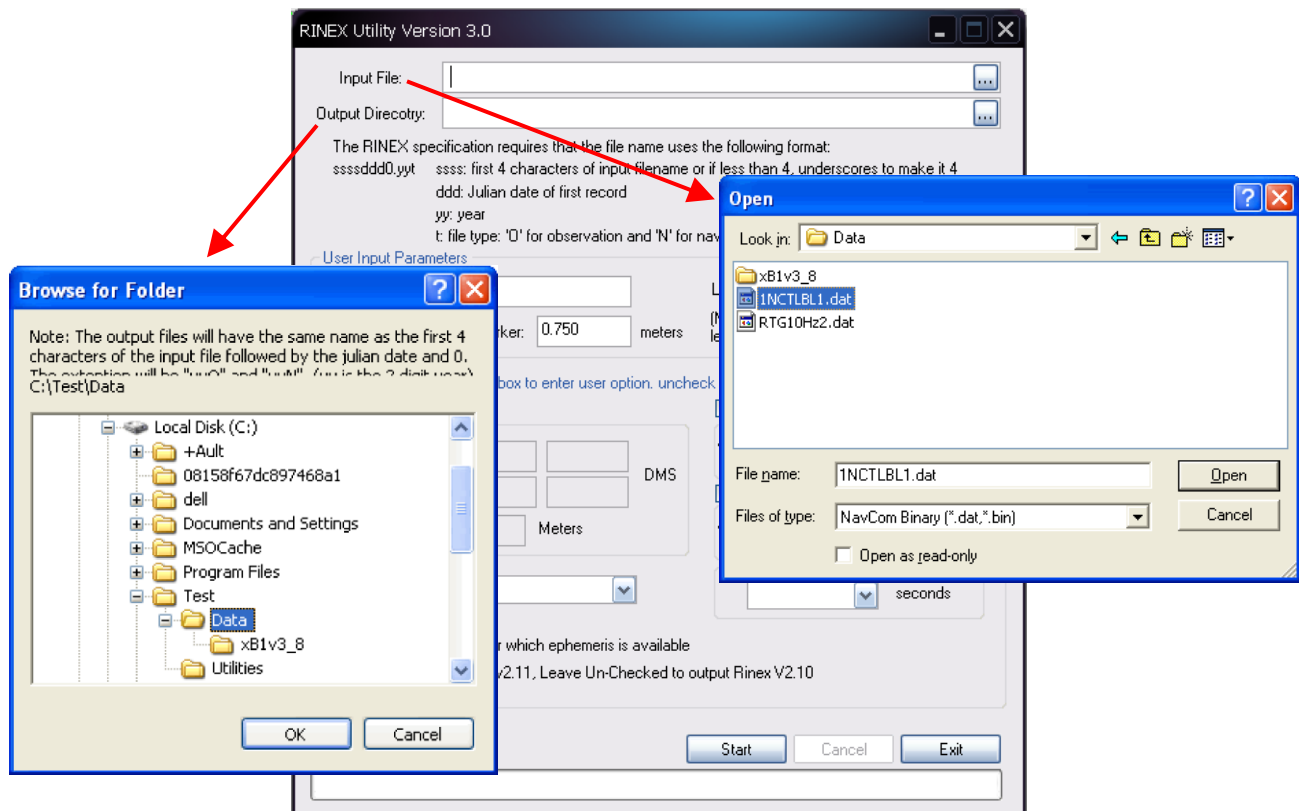 RINEX Utility Version 3.0
Input File:
...
Output Direcotry:
...
The RINEX specification requires that the file name uses the following format:
ssssddd0.yyt ssss: first 4 characters of input filename or if less than 4, underscores to make it 4
ddd: Julian date of first record
yy: year
t: file type: 'O' for observation and 'N' for nav
User Input Parameters
rker: 0.750 meters
box to enter user option. uncheck
DMS
Meters
seconds
r which ephemeris is available
v2.11, Leave Un-Checked to output Rinex V2.10
Start Cancel Exit
Browse for Folder
Note: The output files will have the same name as the first 4
characters of the input file followed by the julian date and 0.
C:\Test\Data
Local Disk (C:)
+Ault
08158f67dc897468a1
dell
Documents and Settings
MSOCache
Program Files
Test
Data
xB1v3_8
Utilities
OK Cancel
Open
Look in: Data
xB1v3_8
1NCTLBL1.dat
RTG10Hz2.dat
File name: 1NCTLBL1.dat Open
Files of type: NavCom Binary (*.dat,*.bin) Cancel
Open as read-only